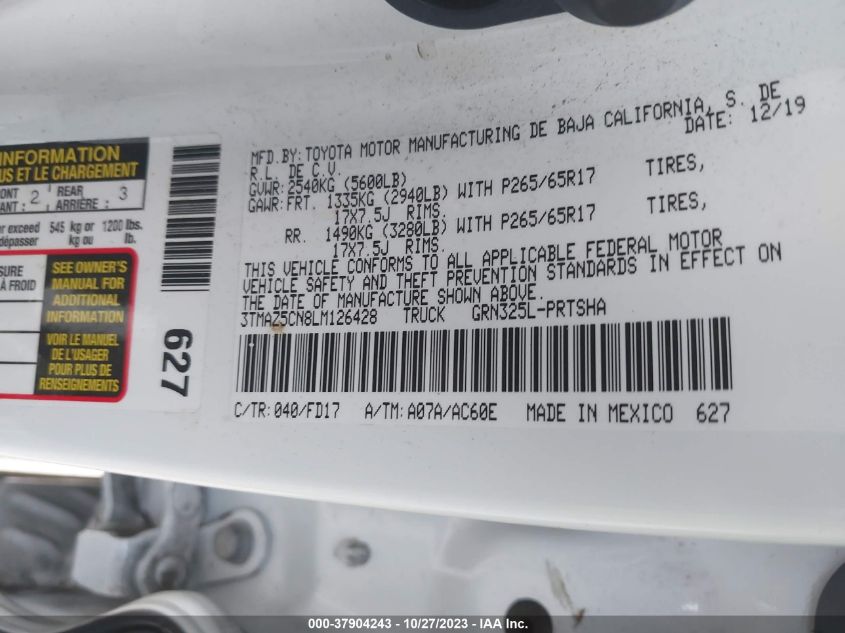 INFORMATION
US ET LE CHARGEMENT
ONT : 2 REAR 3
ANT : ARRIÈRE :
er exceed 545 kg or 1200 lbs.
dépasser kg ou lb.
SURE
À FROID
SEE OWNER'S
MANUAL FOR
ADDITIONAL
INFORMATION
VOIR LE MANUEL
DE L'USAGER
POUR PLUS DE
RENSEIGNEMENTS
627
MFD.BY:TOYOTA MOTOR MANUFACTURING DE BAJA CALIFORNIA, S. DE
R.L. DE C.V. DATE: 12/19
GVWR:2540KG (5600LB)
GAWR:FRT. 1335KG (2940LB) WITH P265/65R17 TIRES,
17X7.5J RIMS.
RR. 1490KG (3280LB) WITH P265/65R17 TIRES,
17X7.5J RIMS.
THIS VEHICLE CONFORMS TO ALL APPLICABLE FEDERAL MOTOR
VEHICLE SAFETY AND THEFT PREVENTION STANDARDS IN EFFECT ON
THE DATE OF MANUFACTURE SHOWN ABOVE.
3TMAZ5CN8LM126428 TRUCK GRN325L-PRTSHA
C/TR:040/FD17 A/TM:A07A/AC60E MADE IN MEXICO 627
000-37904243 - 10/27/2023 - IAA Inc.